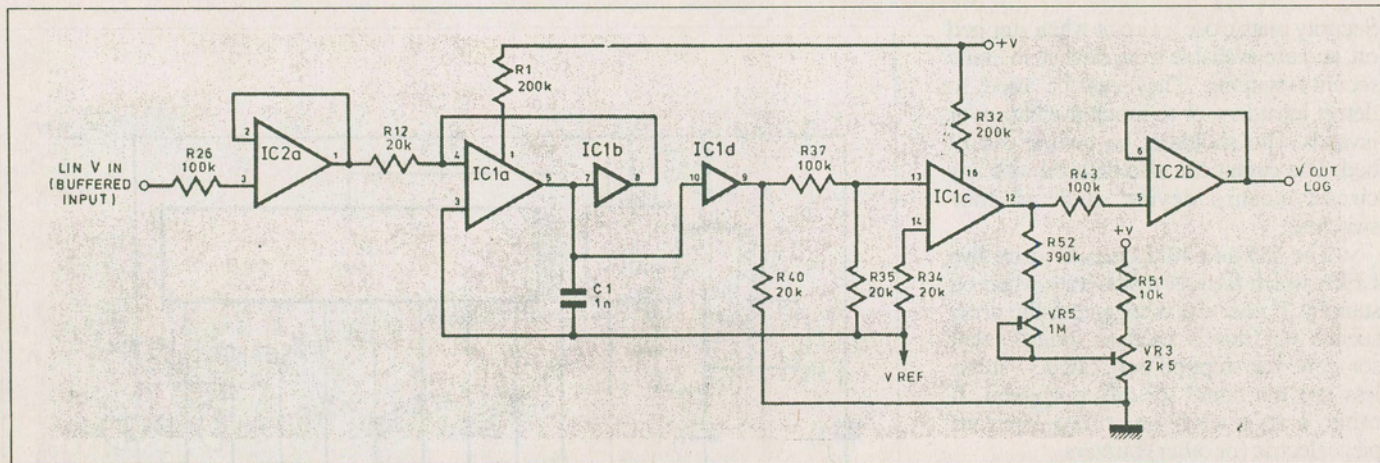 LIN V IN
(BUFFERED
INPUT)
R26
100k
2
3
IC2a
1
R12
20k
R1
200k
4
3
IC1a
1
5
IC1b
7
8
C1
1n
IC1d
10
9
R37
100k
R40
20k
R35
20k
R34
20k
V REF
+V
R32
200k
13
14
IC1c
16
12
R43
100k
R52
390k
VR5
1M
6
5
IC2b
7
V OUT
LOG
+V
R51
10k
VR3
2k5